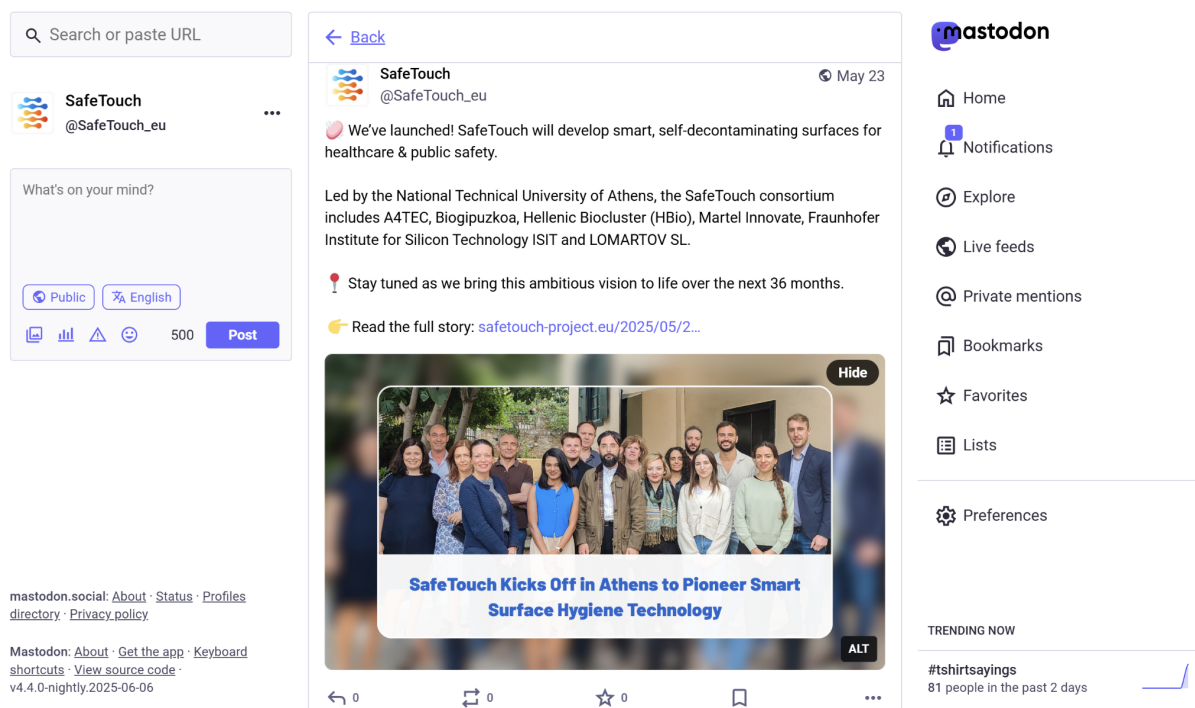 Search or paste URL
SafeTouch
@SafeTouch_eu
What's on your mind?
Public
English
500
Post
mastodon.social: About · Status · Profiles
directory · Privacy policy
Mastodon: About · Get the app · Keyboard
shortcuts · View source code ·
v4.4.0-nightly.2025-06-06
Back
SafeTouch
May 23
@SafeTouch_eu
We’ve launched! SafeTouch will develop smart, self-decontaminating surfaces for
healthcare & public safety.
Led by the National Technical University of Athens, the SafeTouch consortium
includes A4TEC, Biogipuzkoa, Hellenic Biocluster (HBio), Martel Innovate, Fraunhofer
Institute for Silicon Technology ISIT and LOMARTOV SL.
📍 Stay tuned as we bring this ambitious vision to life over the next 36 months.
👉 Read the full story: safetouch-project.eu/2025/05/2…
Hide
SafeTouch Kicks Off in Athens to Pioneer Smart
Surface Hygiene Technology
ALT
0
0
0
mastodon
Home
1
Notifications
Explore
Live feeds
Private mentions
Bookmarks
Favorites
Lists
Preferences
TRENDING NOW
#tshirtsayings
81 people in the past 2 days